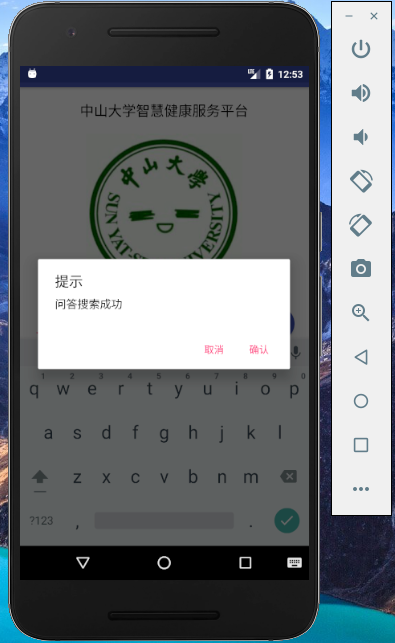 12:53
中山大学智慧健康服务平台
中山大學
SUN YAT-SEN UNIVERSITY
提示
问答搜索成功
取消 确认
1 2 3 4 5 6 7 8 9 0
q w e r t y u i o p
a s d f g h j k l
z x c v b n m
?123 , .